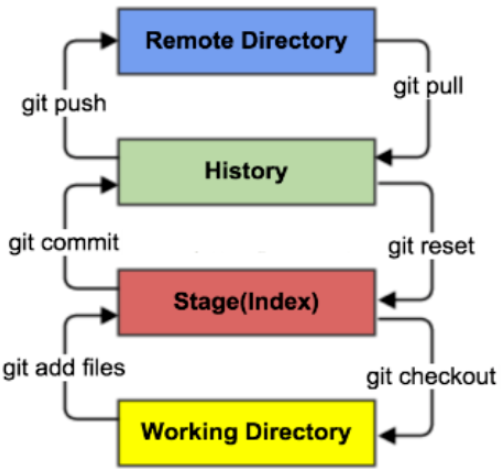 Remote Directory
git push
git pull
History
git commit
git reset
Stage(Index)
git add files
git checkout
Working Directory